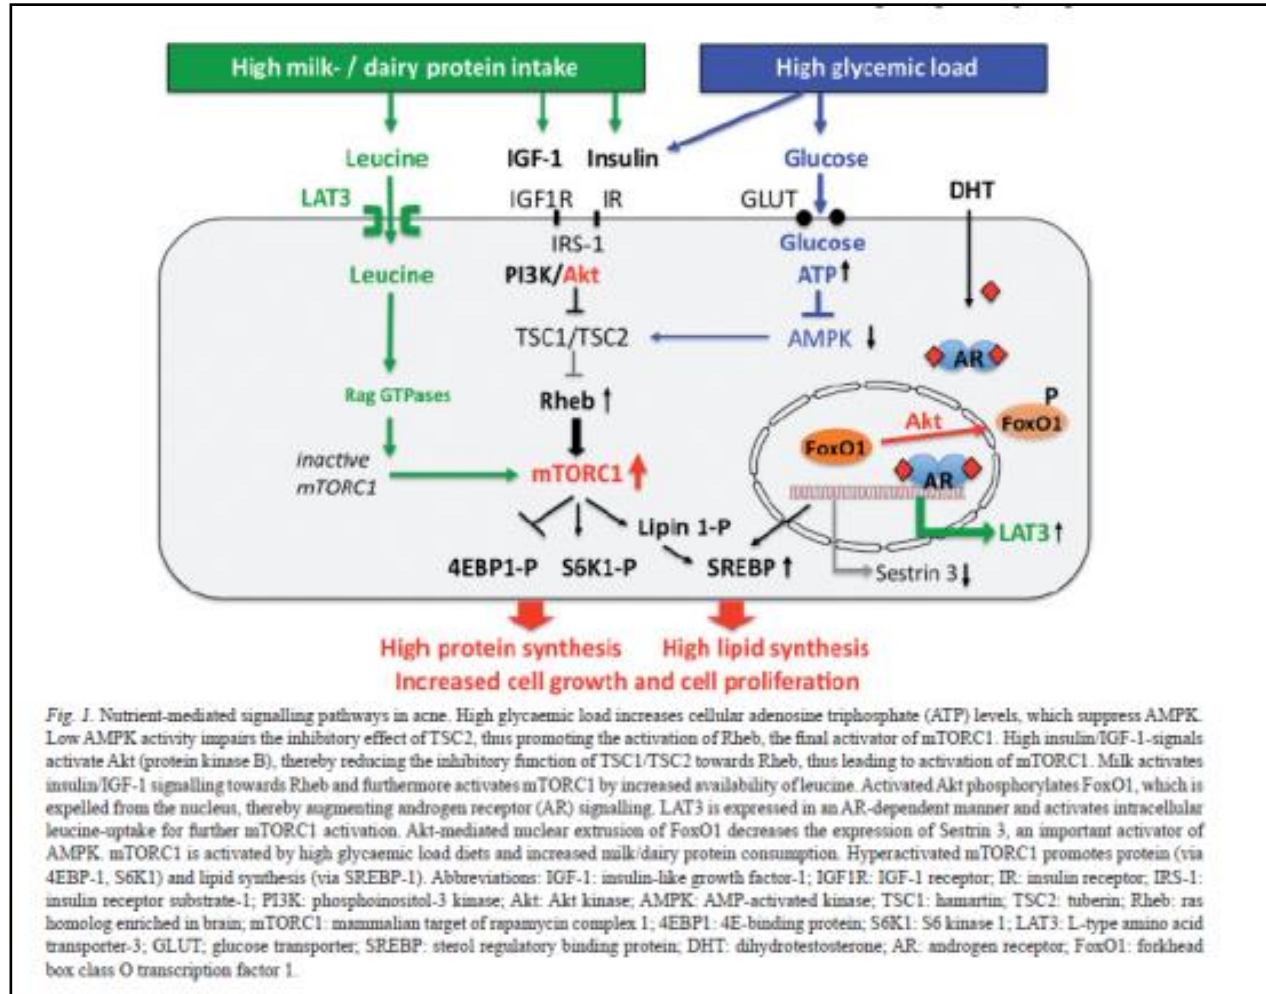 High milk- / dairy protein intake
High glycemic load
Leucine
IGF-1
Insulin
Glucose
LAT3
IGF1R
IR
GLUT
DHT
IRS-1
Glucose
Leucine
PI3K/Akt
ATP↑
TSC1/TSC2
AMPK ↓
AR
Rag GTPases
Rheb ↑
P
Akt
FoxO1
FoxO1
inactive
mTORC1
mTORC1↑
AR
Lipin 1-P
LAT3↑
4EBP1-P
S6K1-P
SREBP↑
Sestrin 3↓
High protein synthesis
High lipid synthesis
Increased cell growth and cell proliferation
Fig. 1. Nutrient-mediated signalling pathways in acne. High glycaemic load increases cellular adenosine triphosphate (ATP) levels, which suppress AMPK.
Low AMPK activity impairs the inhibitory effect of TSC2, thus promoting the activation of Rheb, the final activator of mTORC1. High insulin/IGF-1-signals
activate Akt (protein kinase B), thereby reducing the inhibitory function of TSC1/TSC2 towards Rheb, thus leading to activation of mTORC1. Milk activates
insulin/IGF-1 signalling towards Rheb and furthermore activates mTORC1 by increased availability of leucine. Activated Akt phosphorylates FoxO1, which is
expelled from the nucleus, thereby augmenting androgen receptor (AR) signalling. LAT3 is expressed in an AR-dependent manner and activates intracellular
leucine-uptake for further mTORC1 activation. Akt-mediated nuclear extrusion of FoxO1 decreases the expression of Sestrin 3, an important activator of
AMPK. mTORC1 is activated by high glycaemic load diets and increased milk/dairy protein consumption. Hyperactivated mTORC1 promotes protein (via
4EBP-1, S6K1) and lipid synthesis (via SREBP-1). Abbreviations: IGF-1: insulin-like growth factor-1; IGF1R: IGF-1 receptor; IR: insulin receptor; IRS-1:
insulin receptor substrate-1; PI3K: phosphoinositol-3 kinase; Akt: Akt kinase; AMPK: AMP-activated kinase; TSC1: hamartin; TSC2: tuberin; Rheb: ras
homolog enriched in brain; mTORC1: mammalian target of rapamycin complex 1; 4EBP1: 4E-binding protein; S6K1: S6 kinase 1; LAT3: L-type amino acid
transporter-3; GLUT; glucose transporter; SREBP: sterol regulatory binding protein; DHT: dihydrotestosterone; AR: androgen receptor; FoxO1: forkhead
box class O transcription factor 1.